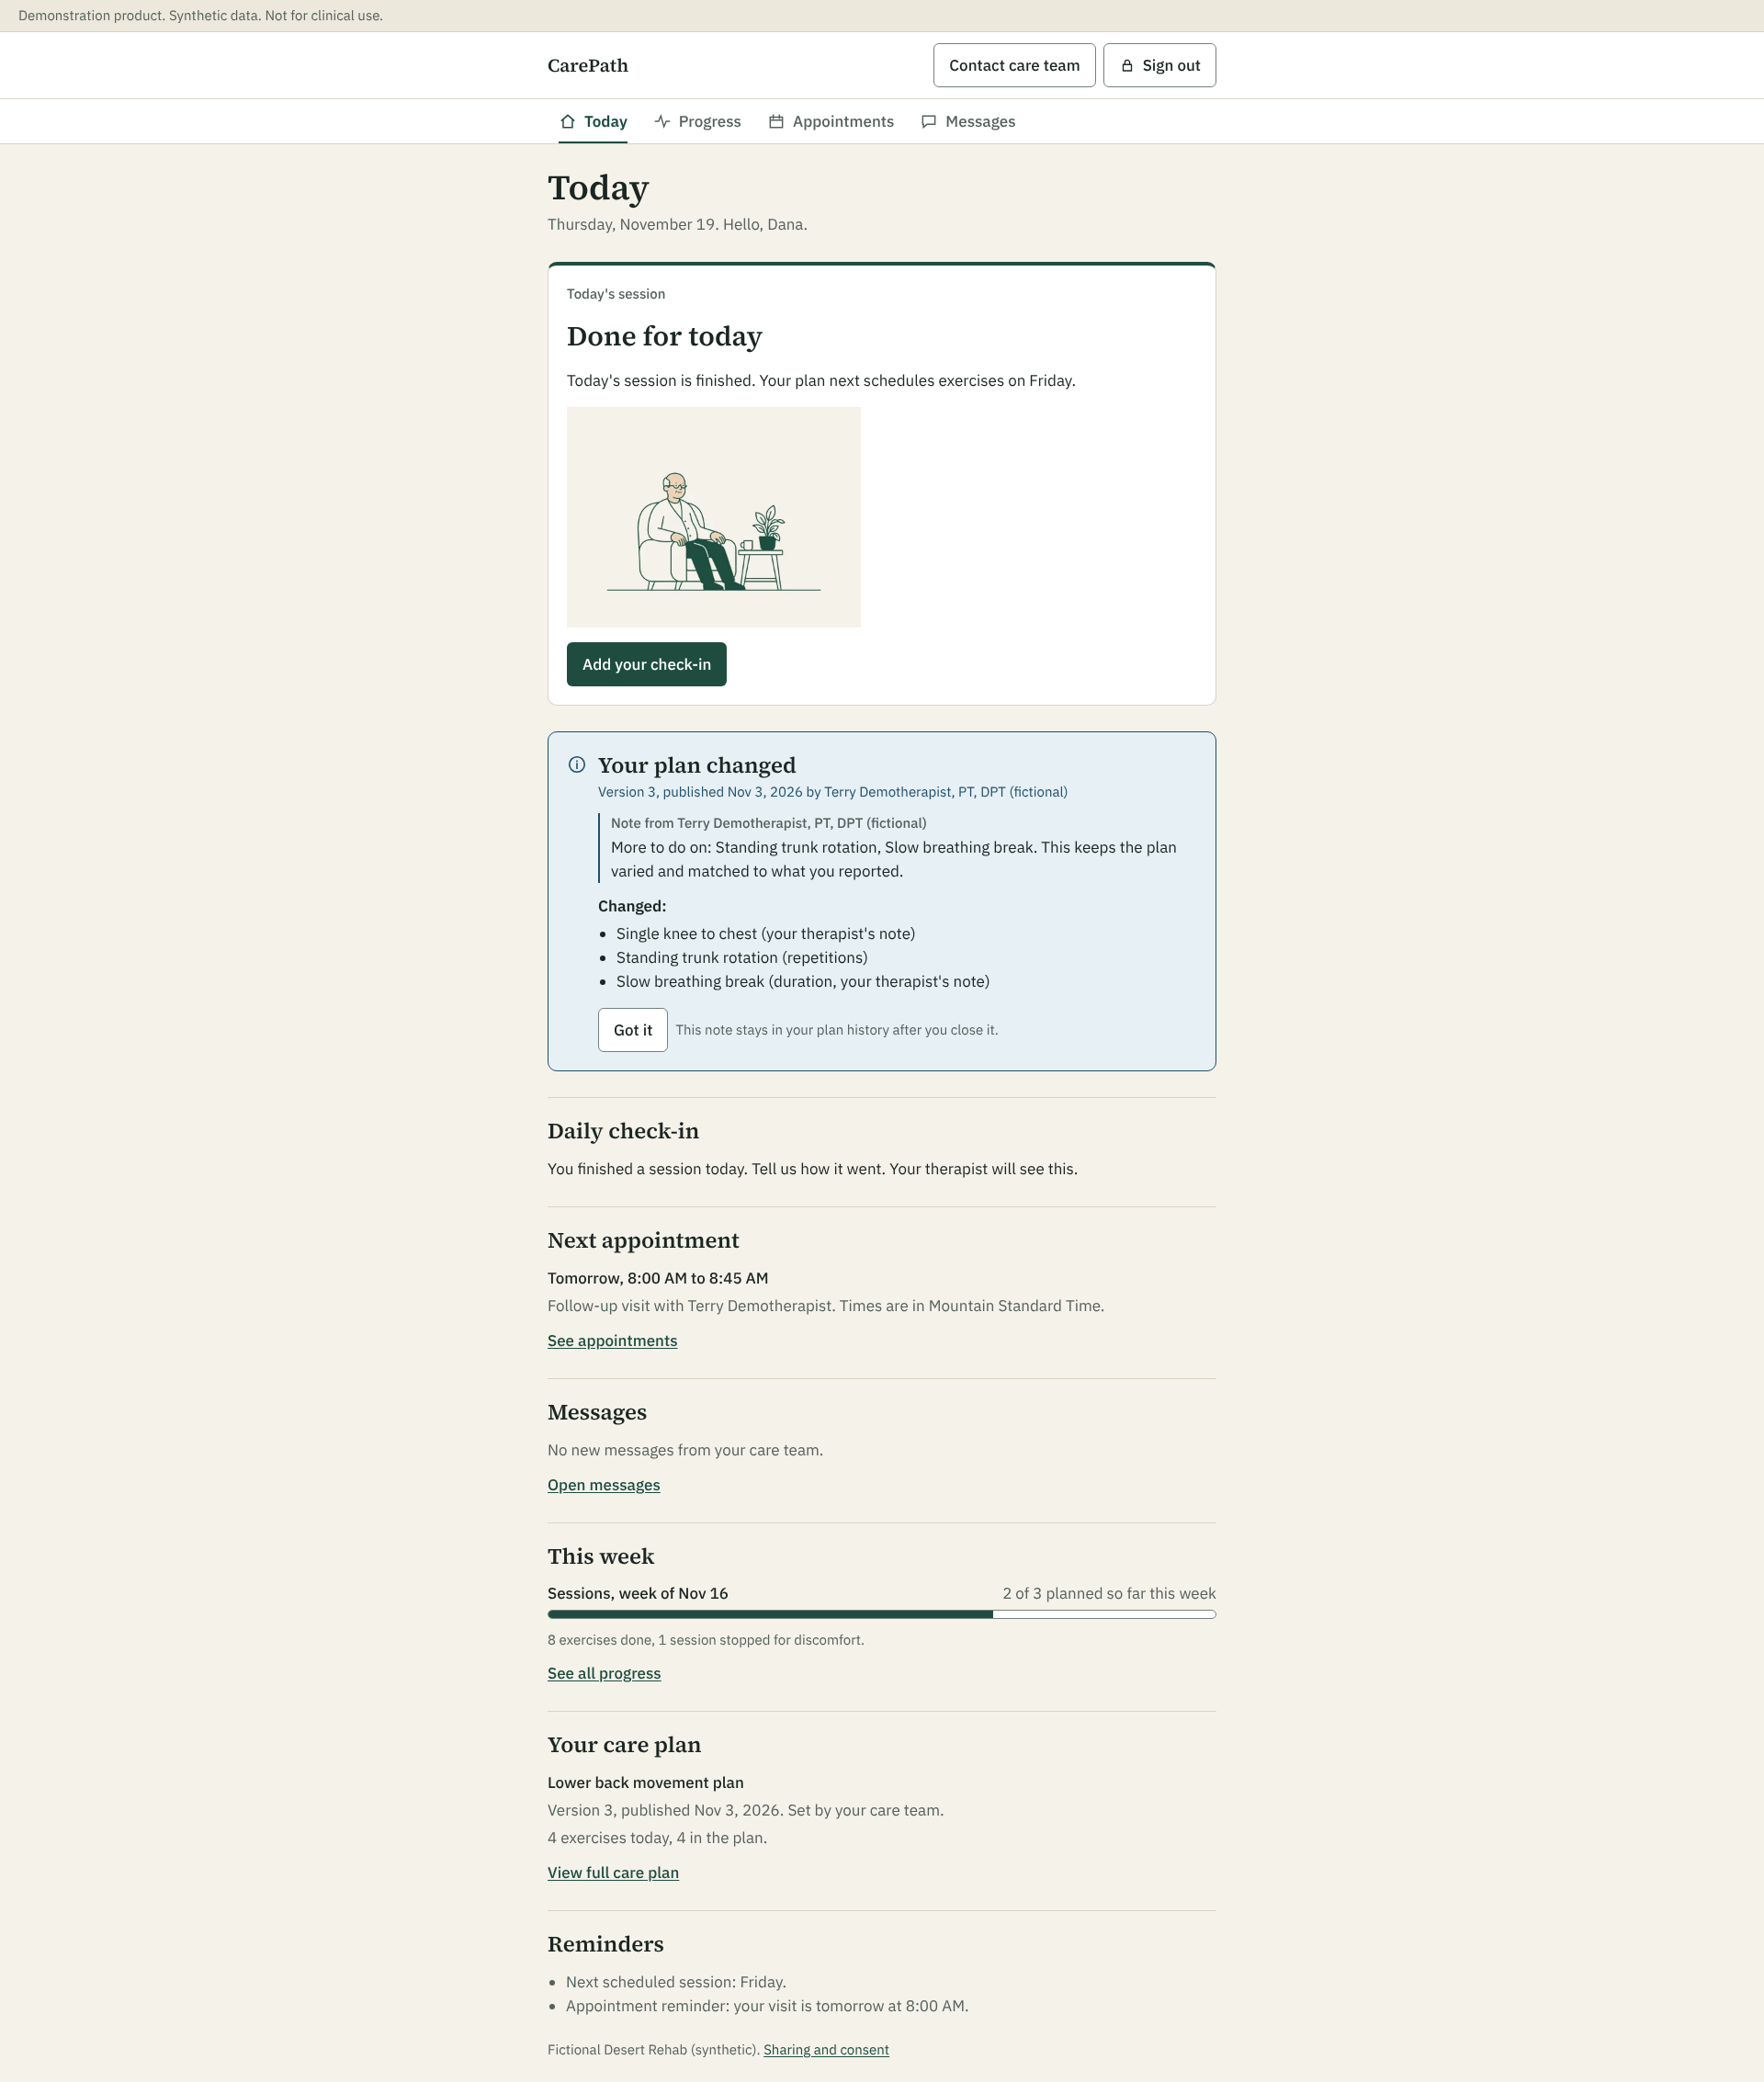 Demonstration product. Synthetic data. Not for clinical use.
CarePath
Contact care team
Sign out
Today
Progress
Appointments
Messages
Today
Thursday, November 19. Hello, Dana.
Today's session
Done for today
Today's session is finished. Your plan next schedules exercises on Friday.
Add your check-in
Your plan changed
Version 3, published Nov 3, 2026 by Terry Demotherapist, PT, DPT (fictional)
Note from Terry Demotherapist, PT, DPT (fictional)
More to do on: Standing trunk rotation, Slow breathing break. This keeps the plan
varied and matched to what you reported.
Changed:
Single knee to chest (your therapist's note)
Standing trunk rotation (repetitions)
Slow breathing break (duration, your therapist's note)
Got it
This note stays in your plan history after you close it.
Daily check-in
You finished a session today. Tell us how it went. Your therapist will see this.
Next appointment
Tomorrow, 8:00 AM to 8:45 AM
Follow-up visit with Terry Demotherapist. Times are in Mountain Standard Time.
See appointments
Messages
No new messages from your care team.
Open messages
This week
Sessions, week of Nov 16
2 of 3 planned so far this week
8 exercises done, 1 session stopped for discomfort.
See all progress
Your care plan
Lower back movement plan
Version 3, published Nov 3, 2026. Set by your care team.
4 exercises today, 4 in the plan.
View full care plan
Reminders
Next scheduled session: Friday.
Appointment reminder: your visit is tomorrow at 8:00 AM.
Fictional Desert Rehab (synthetic). Sharing and consent